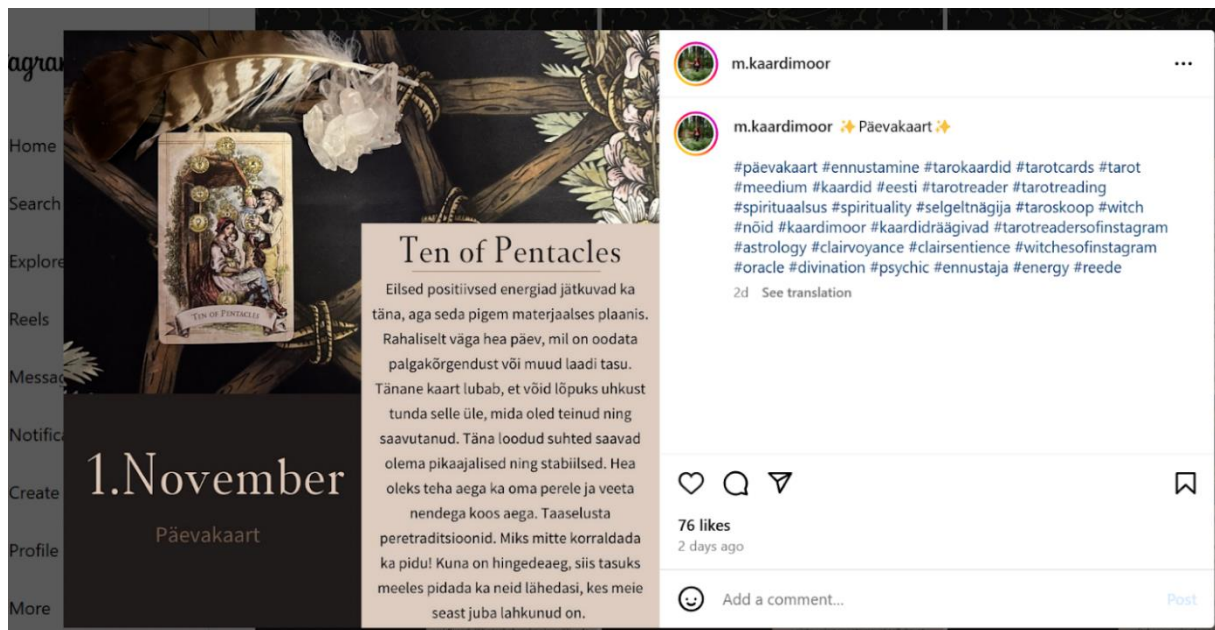 agra
Home
Search
Explore
Reels
Messag
Notific
Create
Profile
More
TEN OF PENTACLES
1.November
Päevakaart
Ten of Pentacles
Eilsed positiivsed energiad jätkuvad ka
täna, aga seda pigem materjaalses plaanis.
Rahaliselt väga hea päev, mil on oodata
palgakõrgendust või muud laadi tasu.
Tänane kaart lubab, et võid lõpuks uhkust
tunda selle üle, mida oled teinud ning
saavutanud. Täna loodud suhted saavad
olema pikaajalised ning stabiilsed. Hea
oleks teha aega ka oma perele ja veeta
nendega koos aega. Taaselusta
peretraditsioonid. Miks mitte korraldada
ka pidu! Kuna on hingedeaeg, siis tasuks
meeles pidada ka neid lähedasi, kes meie
seast juba lahkunud on.
m.kaardimoor
m.kaardimoor ✨Päevakaart✨
#päevakaart #ennustamine #tarokaardid #tarotcards #tarot
#meedium #kaardid #eesti #tarotreader #tarotreading
#spirituaalsus #spirituality #selgeltnägija #taroskoop #witch
#nõid #kaardimoor #kaardidräägivad #tarotreadersofinstagram
#astrology #clairvoyance #clairsentience #witchesofinstagram
#oracle #divination #psychic #ennustaja #energy #reede
2d See translation
76 likes
2 days ago
Add a comment...
Post